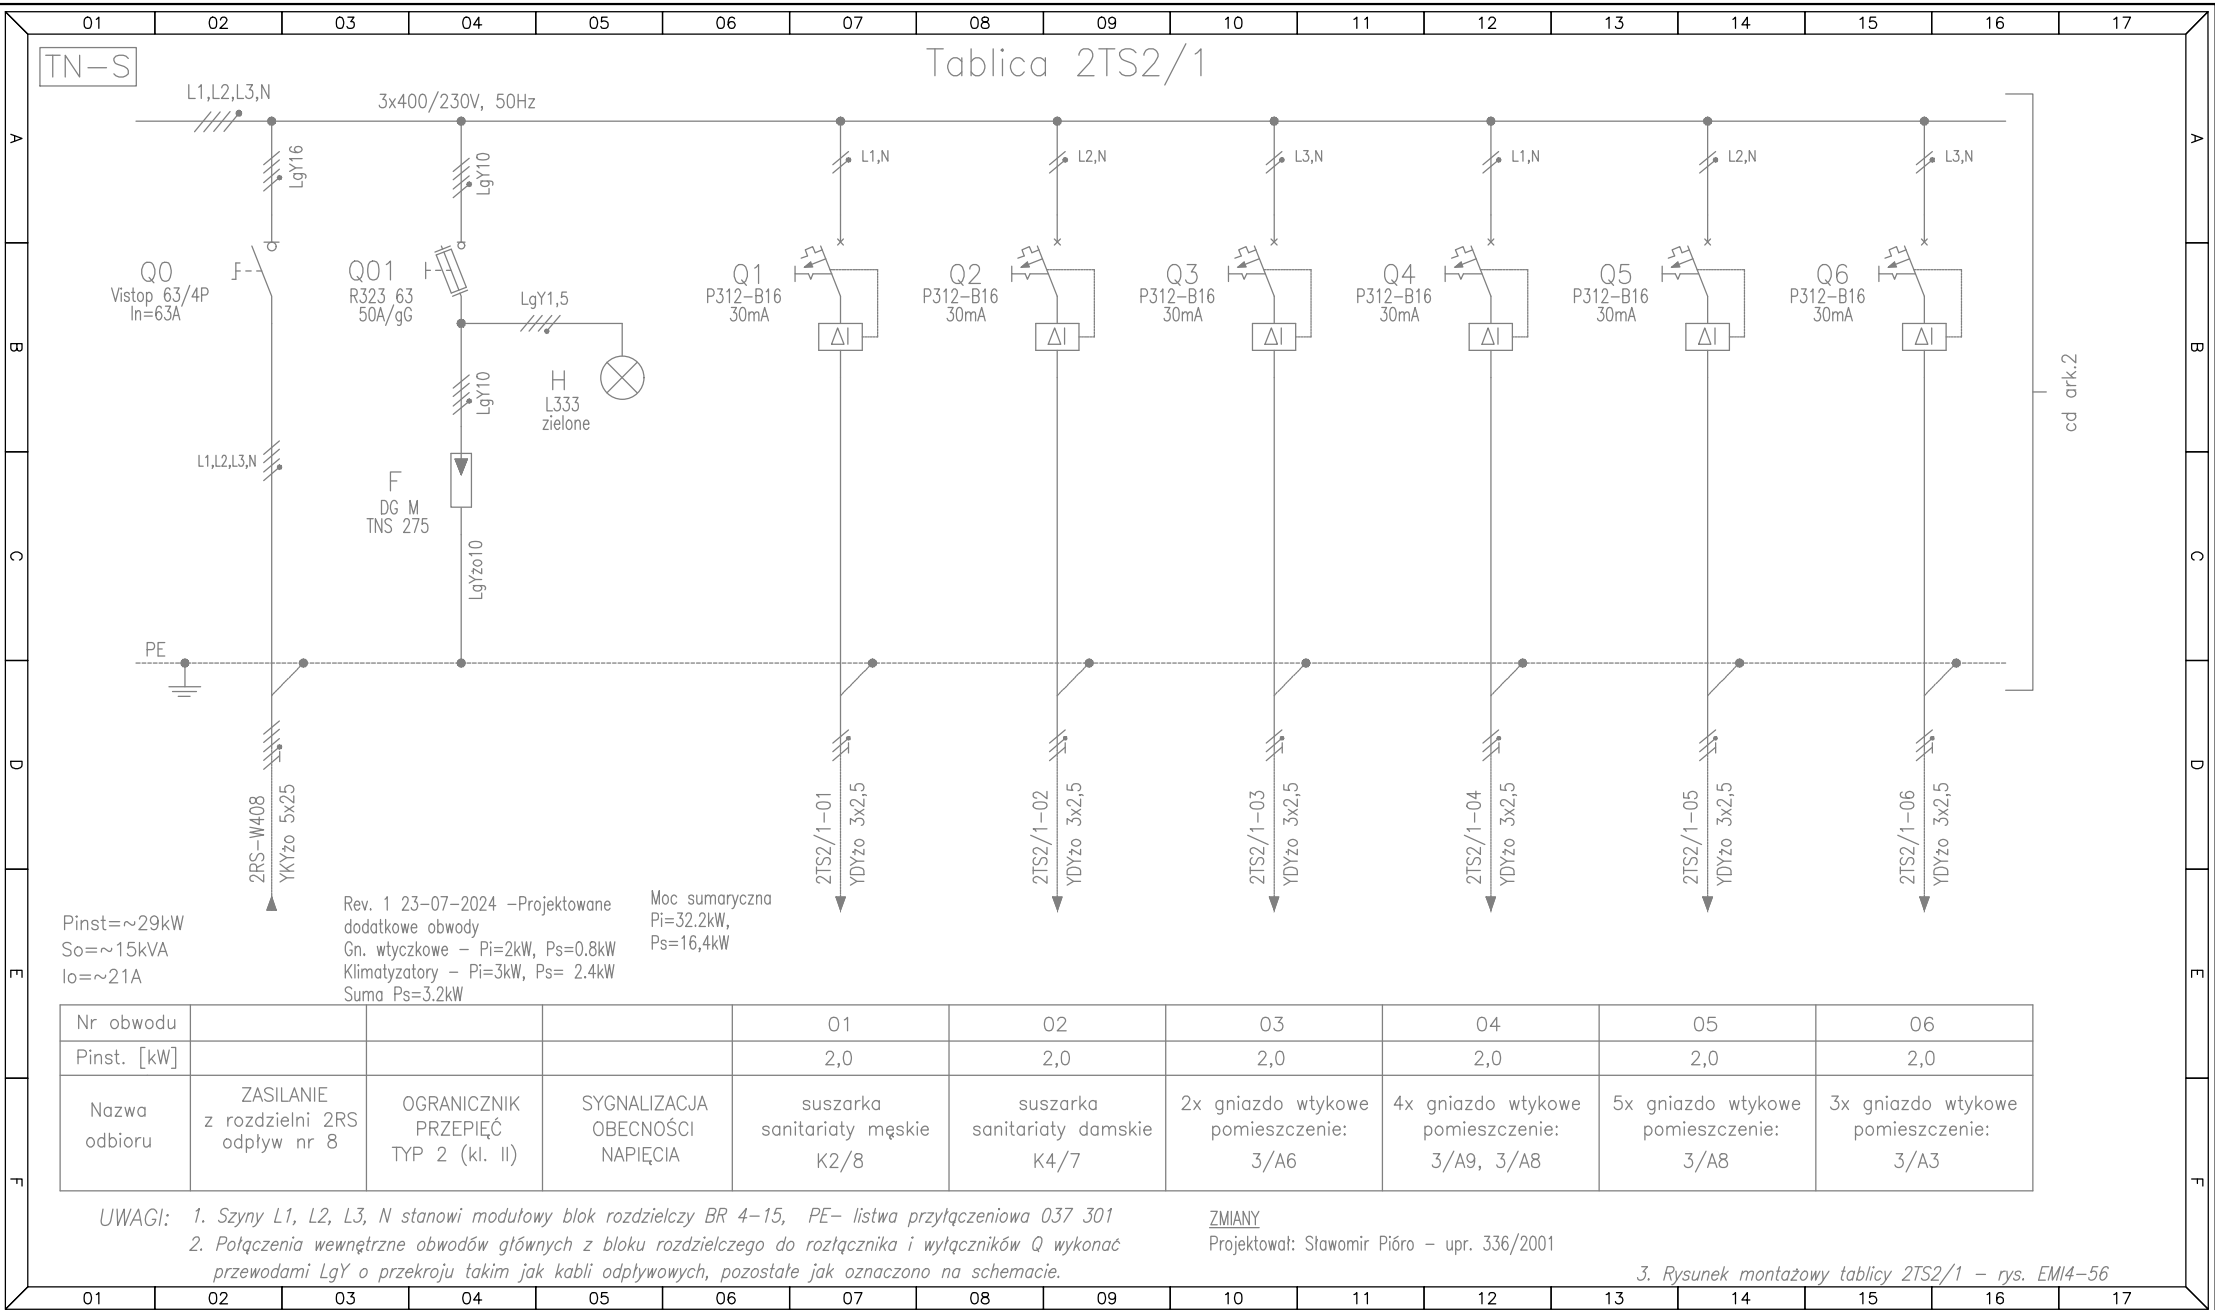 01 02 03 04 05 06 07 08 09 10 11 12 13 14 15 16 17
TN-S
Tablica 2TS2/1
L1,L2,L3,N
3x400/230V, 50Hz
A
A
LgY16
LgY10
L1,N
L2,N
L3,N
L1,N
L2,N
L3,N
Q0
Vistop 63/4P
In=63A
Q01
R323 63
50A/gG
LgY1,5
Q1
P312-B16
30mA
ΔI
Q2
P312-B16
30mA
ΔI
Q3
P312-B16
30mA
ΔI
Q4
P312-B16
30mA
ΔI
Q5
P312-B16
30mA
ΔI
Q6
P312-B16
30mA
ΔI
B
B
H
L333
zielone
LgY10
cd ark.2
L1,L2,L3,N
F
DG M
TNS 275
C
C
LgYżo10
PE
D
D
2RS-W408
YKYżo 5x25
2TS2/1-01
YDYżo 3x2,5
2TS2/1-02
YDYżo 3x2,5
2TS2/1-03
YDYżo 3x2,5
2TS2/1-04
YDYżo 3x2,5
2TS2/1-05
YDYżo 3x2,5
2TS2/1-06
YDYżo 3x2,5
E
E
Pinst=~29kW
So=~15kVA
Io=~21A
Rev. 1 23-07-2024 -Projektowane
dodatkowe obwody
Gn. wtyczkowe - Pi=2kW, Ps=0.8kW
Klimatyzatory - Pi=3kW, Ps= 2.4kW
Suma Ps=3.2kW
Moc sumaryczna
Pi=32.2kW,
Ps=16,4kW
Nr obwodu 01 02 03 04 05 06
Pinst. [kW] 2,0 2,0 2,0 2,0 2,0 2,0
Nazwa
odbioru
ZASILANIE
z rozdzielni 2RS
odpływ nr 8
OGRANICZNIK
PRZEPIĘĆ
TYP 2 (kl. II)
SYGNALIZACJA
OBECNOŚCI
NAPIĘCIA
suszarka
sanitariaty męskie
K2/8
suszarka
sanitariaty damskie
K4/7
2x gniazdo wtykowe
pomieszczenie:
3/A6
4x gniazdo wtykowe
pomieszczenie:
3/A9, 3/A8
5x gniazdo wtykowe
pomieszczenie:
3/A8
3x gniazdo wtykowe
pomieszczenie:
3/A3
F
F
UWAGI: 1. Szyny L1, L2, L3, N stanowi modułowy blok rozdzielczy BR 4-15, PE- listwa przyłączeniowa 037 301
2. Połączenia wewnętrzne obwodów głównych z bloku rozdzielczego do rozłącznika i wyłączników Q wykonać
przewodami LgY o przekroju takim jak kabli odpływowych, pozostałe jak oznaczono na schemacie.
ZMIANY
Projektował: Sławomir Pióro - upr. 336/2001
3. Rysunek montażowy tablicy 2TS2/1 - rys. EMI4-56
01 02 03 04 05 06 07 08 09 10 11 12 13 14 15 16 17